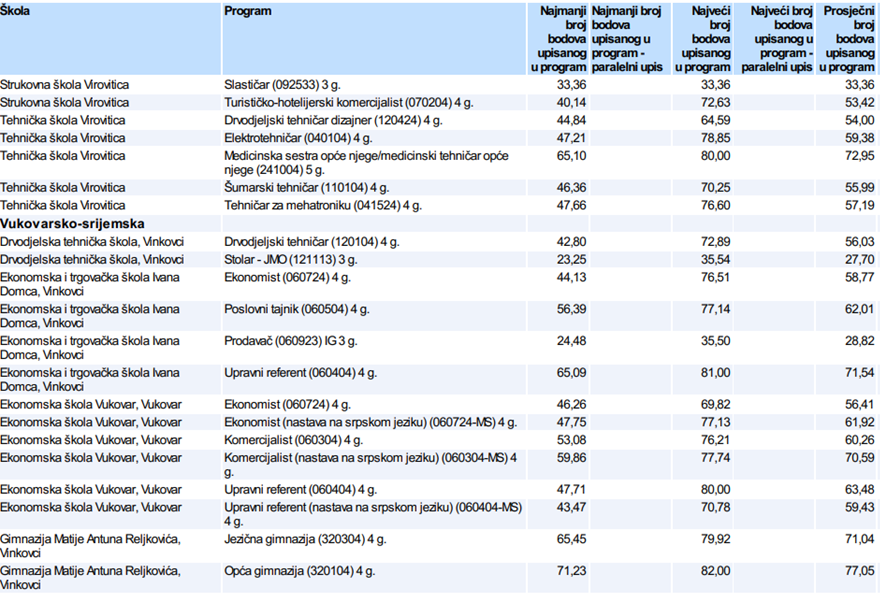 Škola Program Najmanji broj bodova upisanog u program Najmanji broj bodova upisanog u program - paralelni upis Najveći broj bodova upisanog u program Najveći broj bodova upisanog u program - paralelni upis Prosječni broj bodova upisanog u program
Strukovna škola Virovitica Slastičar (092533) 3 g. 33,36 33,36 33,36
Strukovna škola Virovitica Turističko-hotelijerski komercijalist (070204) 4 g. 40,14 72,63 53,42
Tehnička škola Virovitica Drvodjeljski tehničar dizajner (120424) 4 g. 44,84 64,59 54,00
Tehnička škola Virovitica Elektrotehničar (040104) 4 g. 47,21 78,85 59,38
Tehnička škola Virovitica Medicinska sestra opće njege/medicinski tehničar opće 65,10 80,00 72,95
njege (241004) 5 g.
Tehnička škola Virovitica Šumarski tehničar (110104) 4 g. 46,36 70,25 55,99
Tehnička škola Virovitica Tehničar za mehatroniku (041524) 4 g. 47,66 76,60 57,19
Vukovarsko-srijemska
Drvodjelska tehnička škola, Vinkovci Drvodjeljski tehničar (120104) 4 g. 42,80 72,89 56,03
Drvodjelska tehnička škola, Vinkovci Stolar - JMO (121113) 3 g. 23,25 35,54 27,70
Ekonomska i trgovačka škola Ivana Ekonomist (060724) 4 g. 44,13 76,51 58,77
Domca, Vinkovci
Ekonomska i trgovačka škola Ivana Poslovni tajnik (060504) 4 g. 56,39 77,14 62,01
Domca, Vinkovci
Ekonomska i trgovačka škola Ivana Prodavač (060923) IG 3 g. 24,48 35,50 28,82
Domca, Vinkovci
Ekonomska i trgovačka škola Ivana Upravni referent (060404) 4 g. 65,09 81,00 71,54
Domca, Vinkovci
Ekonomska škola Vukovar, Vukovar Ekonomist (060724) 4 g. 46,26 69,82 56,41
Ekonomska škola Vukovar, Vukovar Ekonomist (nastava na srpskom jeziku) (060724-MS) 4 g. 47,75 77,13 61,92
Ekonomska škola Vukovar, Vukovar Komercijalist (060304) 4 g. 53,08 76,21 60,26
Ekonomska škola Vukovar, Vukovar Komercijalist (nastava na srpskom jeziku) (060304-MS) 4 59,86 77,74 70,59
g.
Ekonomska škola Vukovar, Vukovar Upravni referent (060404) 4 g. 47,71 80,00 63,48
Ekonomska škola Vukovar, Vukovar Upravni referent (nastava na srpskom jeziku) (060404-MS) 43,47 70,78 59,43
4 g.
Gimnazija Matije Antuna Reljkovića, Jezična gimnazija (320304) 4 g. 65,45 79,92 71,04
Vinkovci
Gimnazija Matije Antuna Reljkovića, Opća gimnazija (320104) 4 g. 71,23 82,00 77,05
Vinkovci